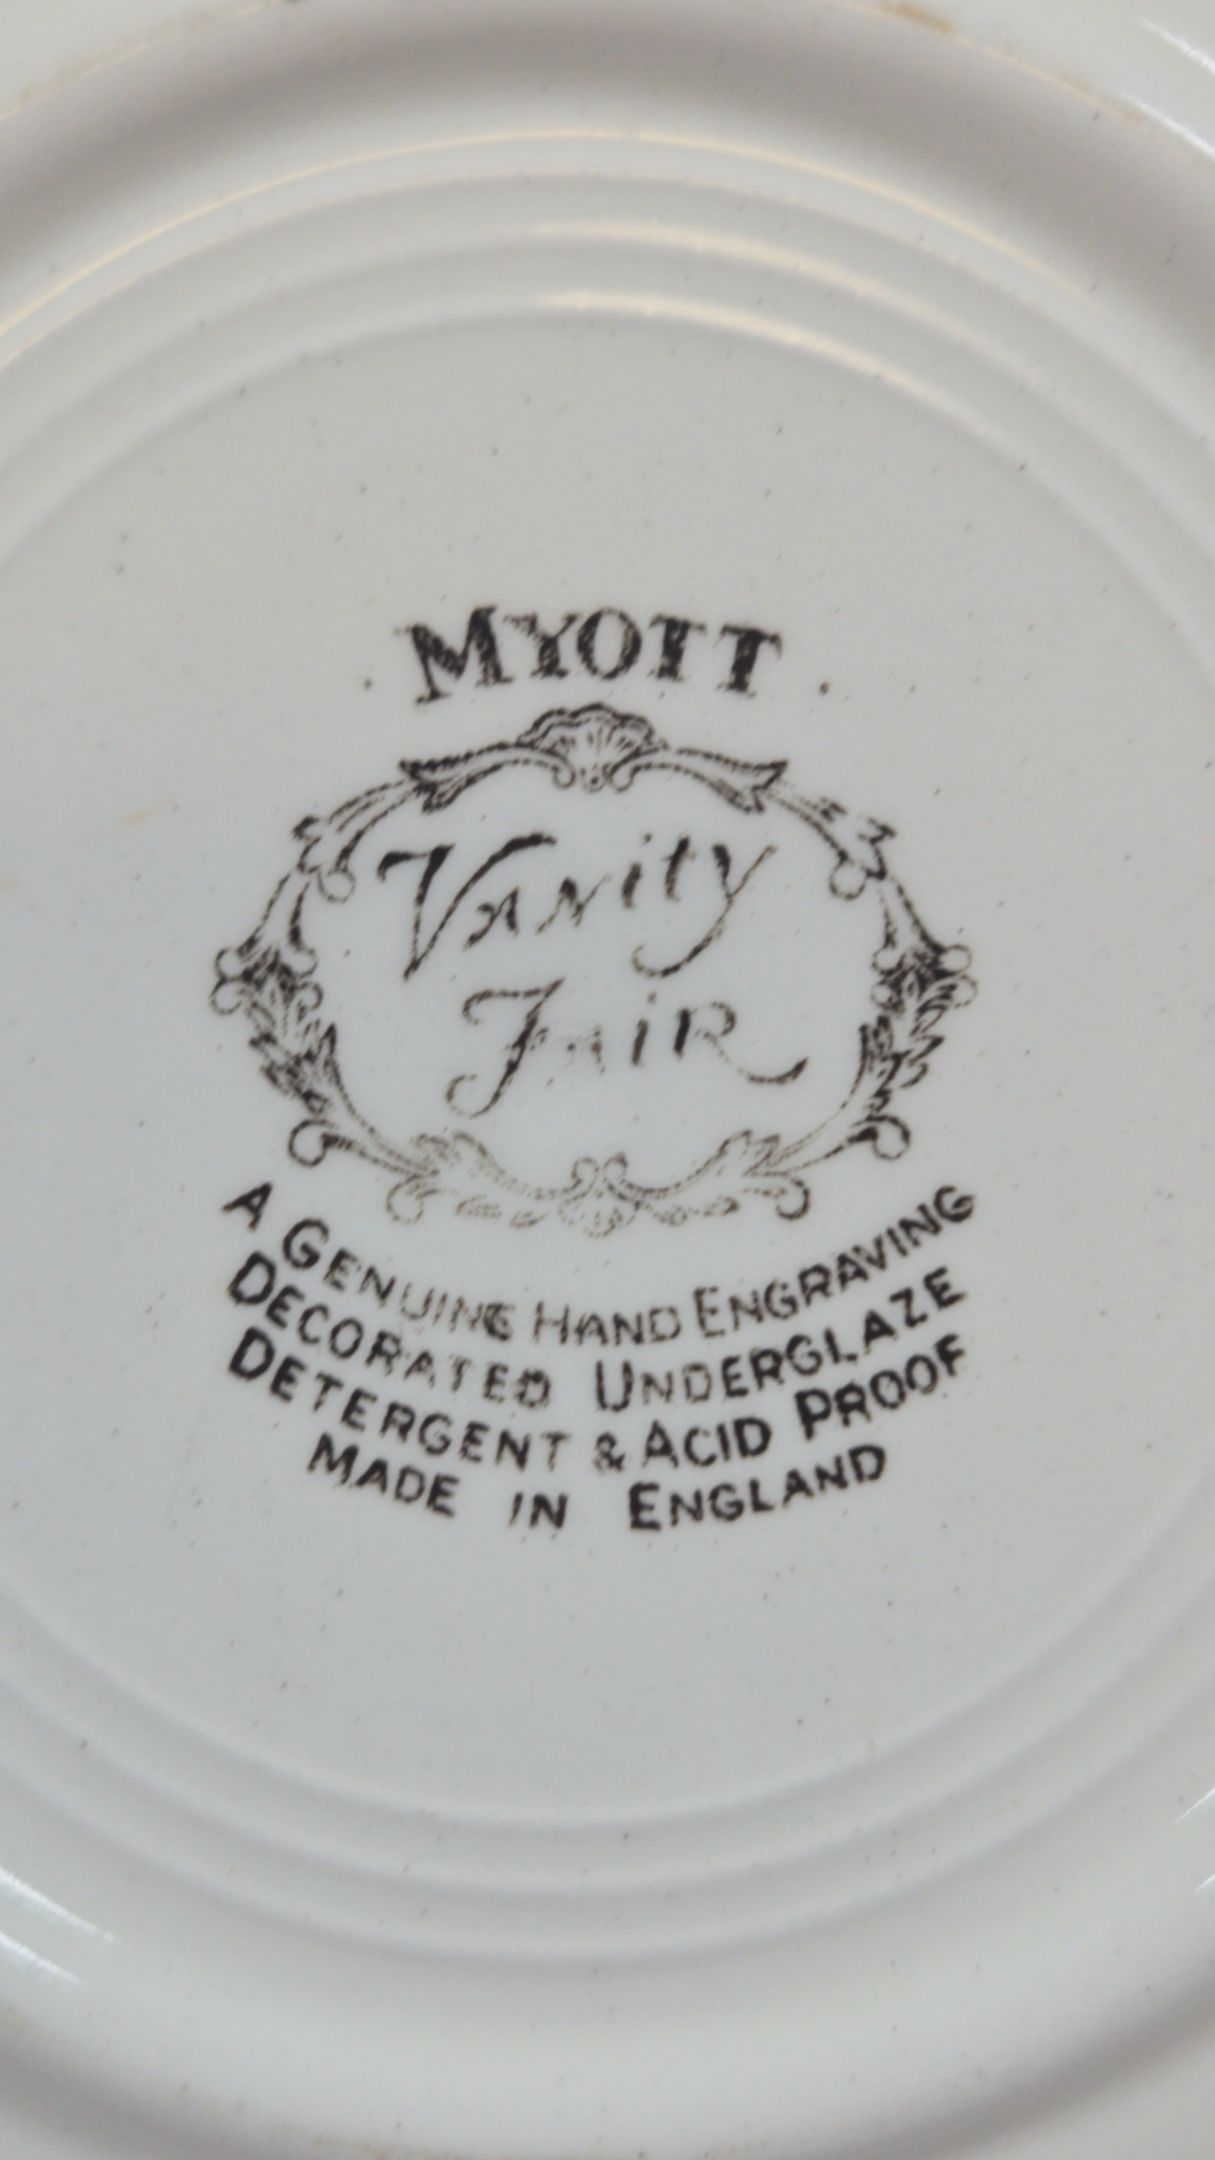 MYOTT
Vanity
Fair
A GENUINE HAND ENGRAVING
DECORATED UNDERGLAZE
DETERGENT & ACID PROOF
MADE IN ENGLAND